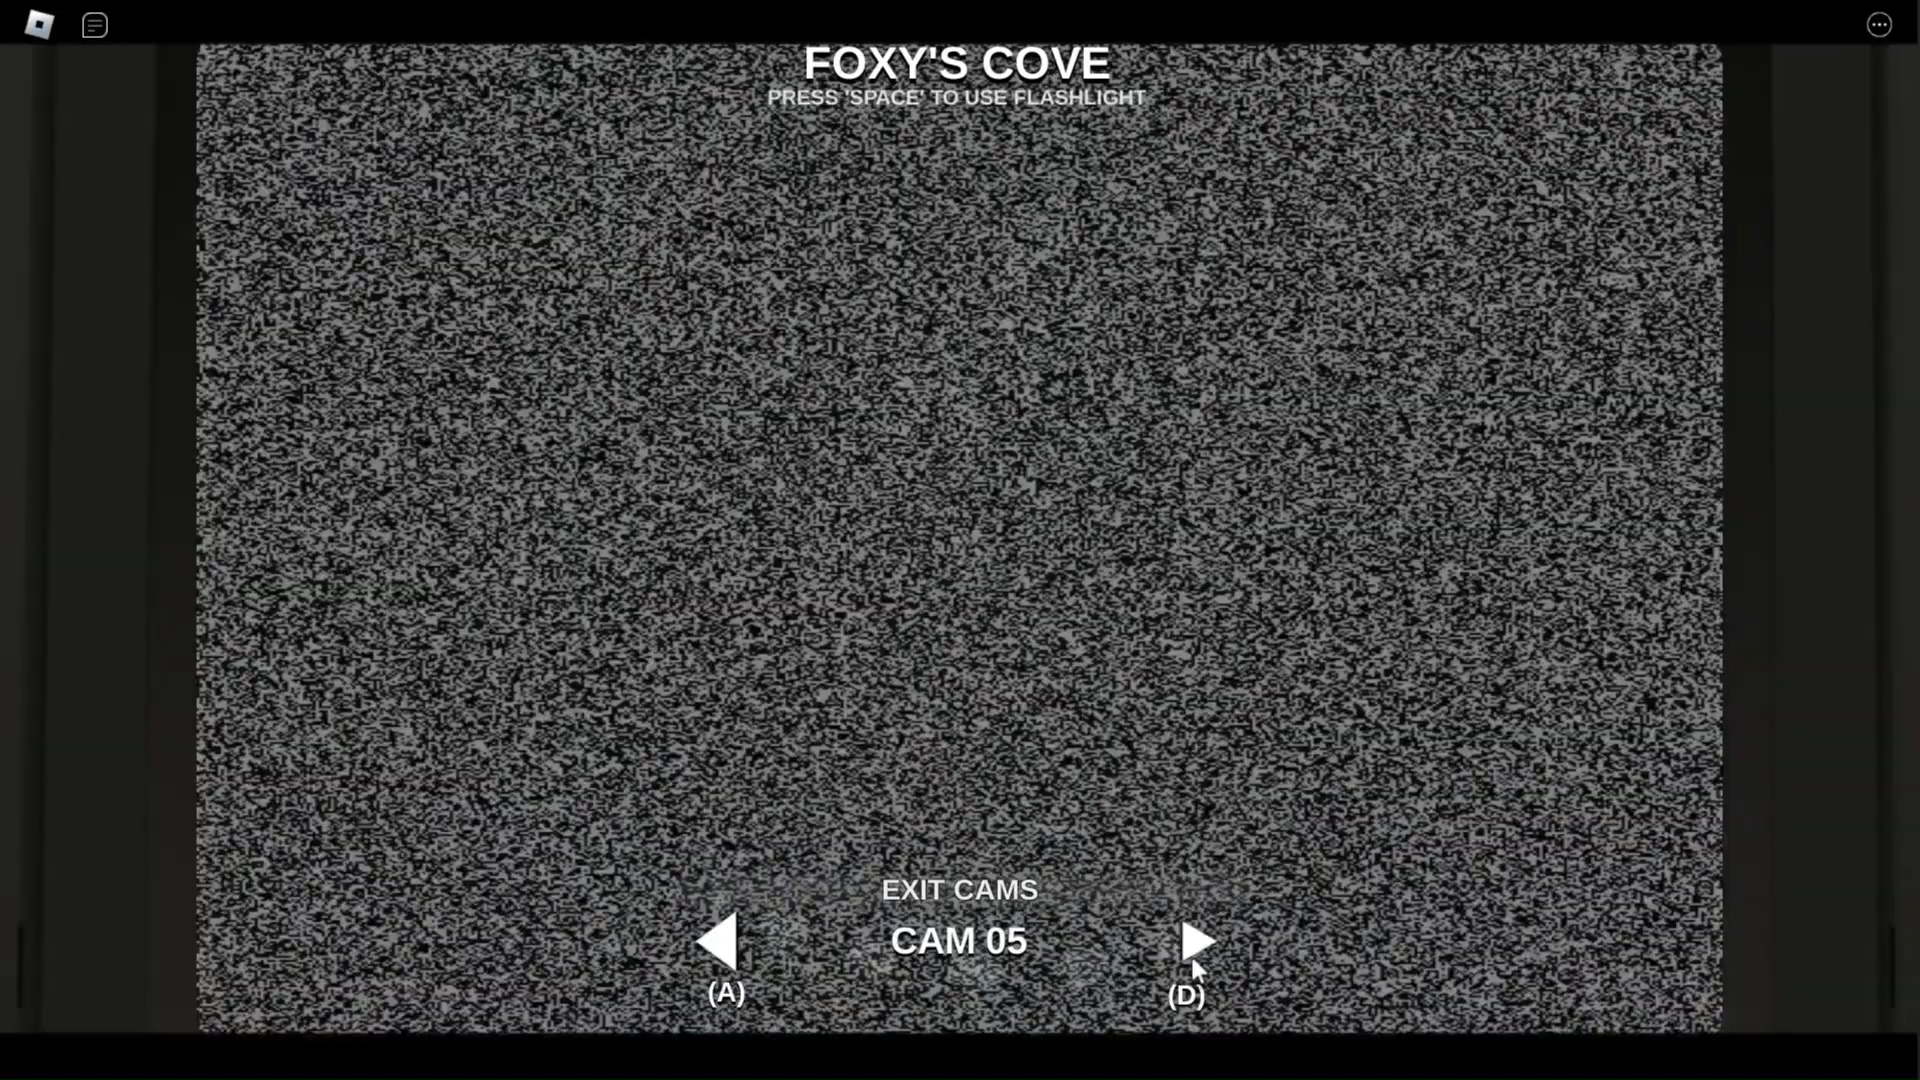 FOXY'S COVE
PRESS 'SPACE' TO USE FLASHLIGHT
EXIT CAMS
CAM 05
(A)
(D)